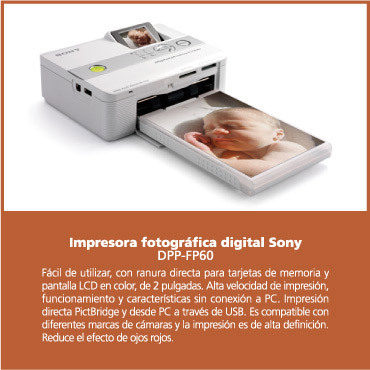 SONY
Impresora fotográfica digital Sony
DPP-FP60
Fácil de utilizar, con ranura directa para tarjetas de memoria y
pantalla LCD en color, de 2 pulgadas. Alta velocidad de impresión,
funcionamiento y características sin conexión a PC. Impresión
directa PictBridge y desde PC a través de USB. Es compatible con
diferentes marcas de cámaras y la impresión es de alta definición.
Reduce el efecto de ojos rojos.